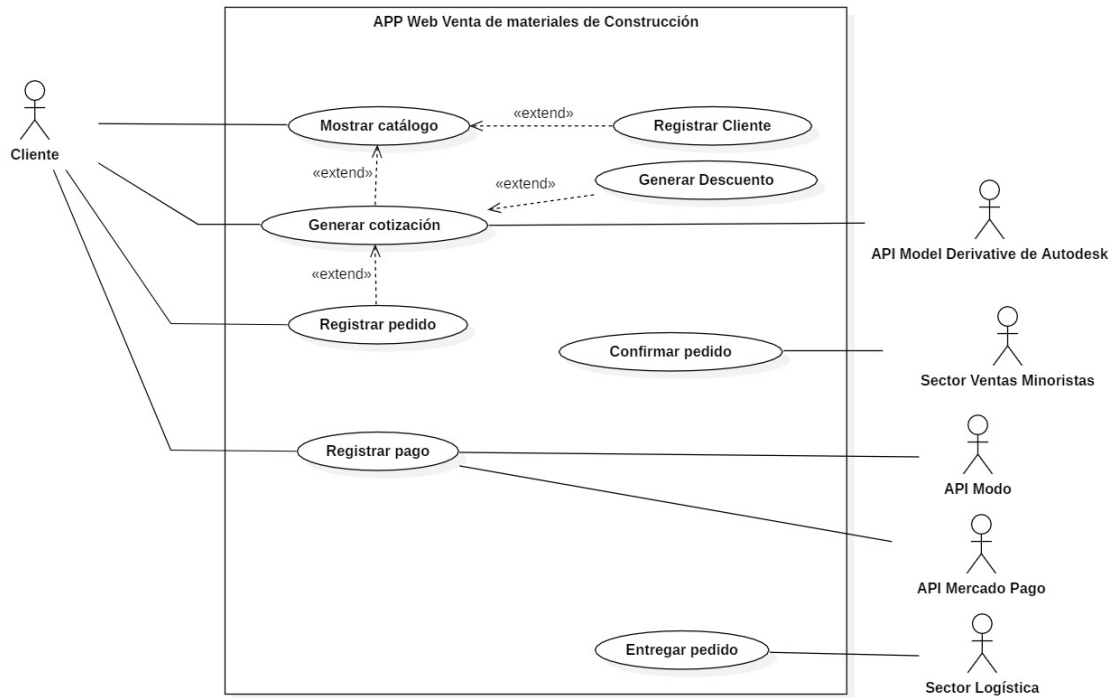 APP Web Venta de materiales de Construcción
Mostrar catálogo
«extend»
Registrar Cliente
Cliente
«extend»
Generar Descuento
«extend»
Generar cotización
API Model Derivative de Autodesk
«extend»
Registrar pedido
Confirmar pedido
Sector Ventas Minoristas
Registrar pago
API Modo
API Mercado Pago
Entregar pedido
Sector Logística